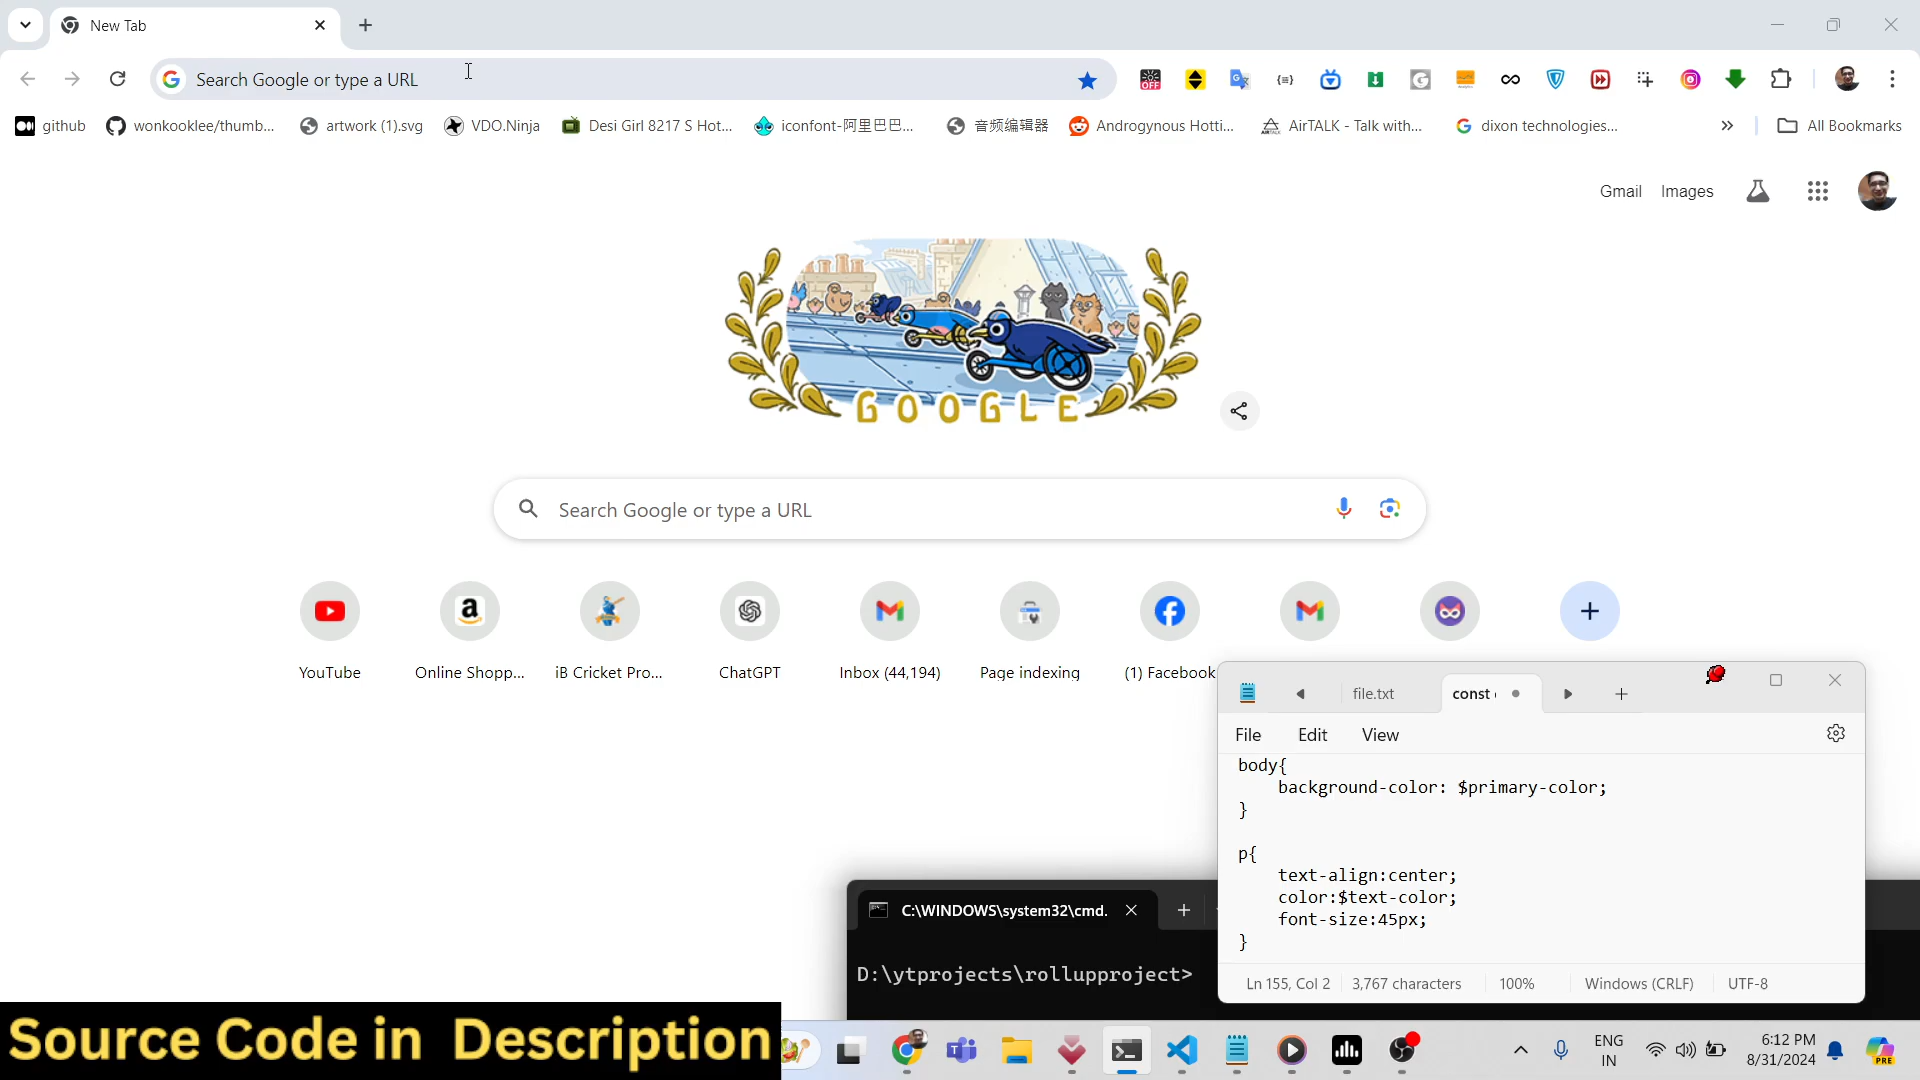 New Tab
Search Google or type a URL
OFF
github
wonkooklee/thumb...
artwork (1).svg
VDO.Ninja
Desi Girl 8217 S Hot...
iconfont-阿里巴巴...
音频编辑器
Androgynous Hotti...
AirTALK - Talk with...
dixon technologies...
All Bookmarks
Gmail
Images
GOOGLE
Search Google or type a URL
YouTube
Online Shopp...
iB Cricket Pro...
ChatGPT
Inbox (44,194)
Page indexing
(1) Facebook
file.txt
const
File
Edit
View
body{
background-color: $primary-color;
}
p{
text-align:center;
color:$text-color;
font-size:45px;
}
Ln 155, Col 2
3,767 characters
100%
Windows (CRLF)
UTF-8
C:\WINDOWS\system32\cmd.
D:\ytprojects\rollupproject>
Source Code in Description
ENG
IN
6:12 PM
8/31/2024
PRE